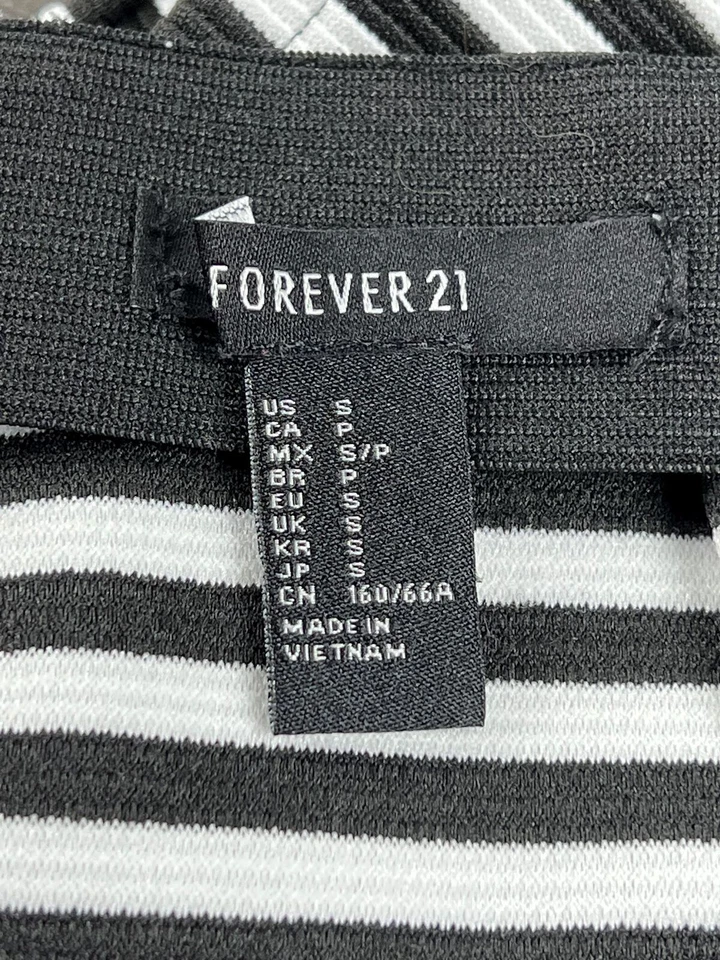 FOREVER 21
US S
CA P
MX S/P
BR P
EU S
UK S
KR S
JP S
CN 160/66A
MADE IN
VIETNAM